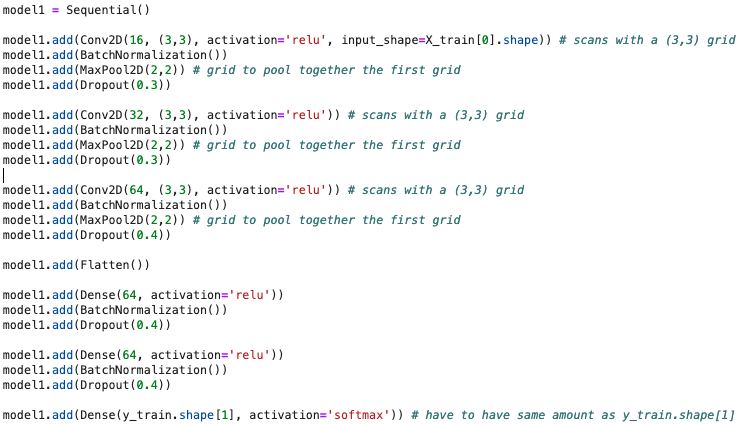 model1 = Sequential()
model1.add(Conv2D(16, (3,3), activation='relu', input_shape=X_train[0].shape)) # scans with a (3,3) grid
model1.add(BatchNormalization())
model1.add(MaxPool2D(2,2)) # grid to pool together the first grid
model1.add(Dropout(0.3))
model1.add(Conv2D(32, (3,3), activation='relu')) # scans with a (3,3) grid
model1.add(BatchNormalization())
model1.add(MaxPool2D(2,2)) # grid to pool together the first grid
model1.add(Dropout(0.3))
model1.add(Conv2D(64, (3,3), activation='relu')) # scans with a (3,3) grid
model1.add(BatchNormalization())
model1.add(MaxPool2D(2,2)) # grid to pool together the first grid
model1.add(Dropout(0.4))
model1.add(Flatten())
model1.add(Dense(64, activation='relu'))
model1.add(BatchNormalization())
model1.add(Dropout(0.4))
model1.add(Dense(64, activation='relu'))
model1.add(BatchNormalization())
model1.add(Dropout(0.4))
model1.add(Dense(y_train.shape[1], activation='softmax')) # have to have same amount as y_train.shape[1]